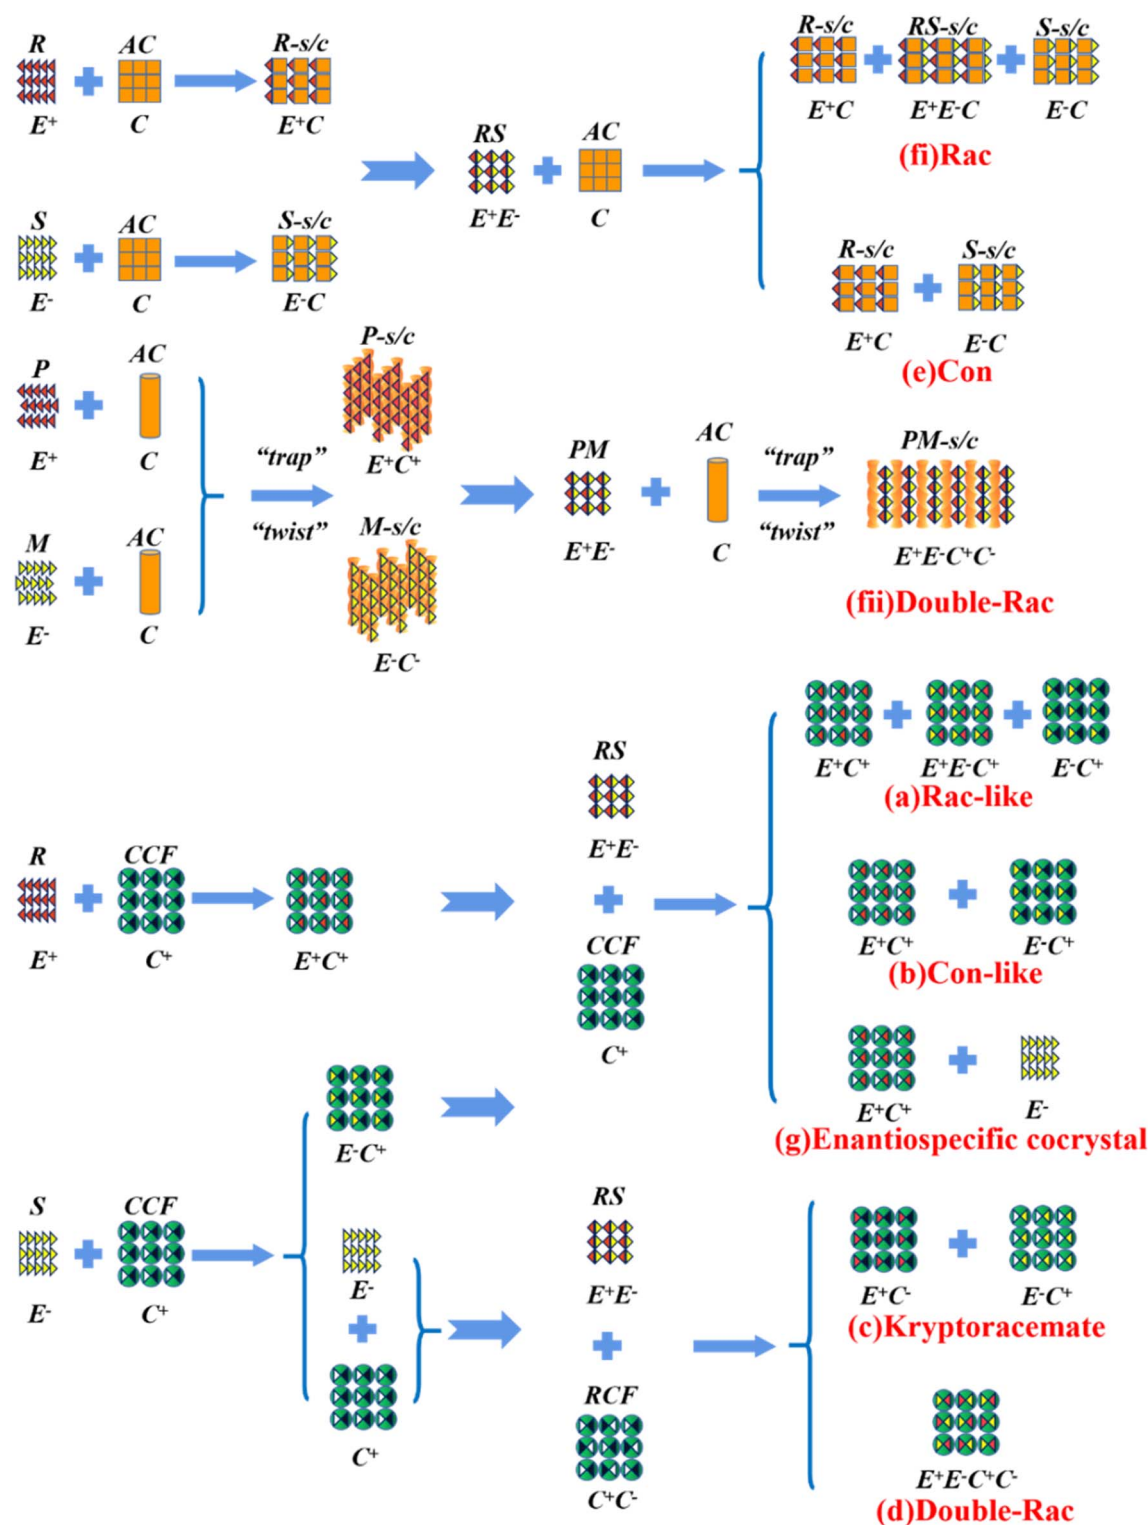 R AC R-s/c
E⁺ C E⁺C
S AC S-s/c
E⁻ C E⁻C
RS AC
E⁺E⁻ C
R-s/c RS-s/c S-s/c
E⁺C E⁺E⁻C E⁻C
(fi)Rac
R-s/c S-s/c
E⁺C E⁻C
(e)Con
P AC
E⁺ C
M AC
E⁻ C
“trap”
“twist”
P-s/c
E⁺C⁺
M-s/c
E⁻C⁻
PM AC
E⁺E⁻ C
“trap”
“twist”
PM-s/c
E⁺E⁻C⁺C⁻
(fii)Double-Rac
R CCF
E⁺ C⁺ E⁺C⁺
RS
E⁺E⁻
CCF
C⁺
E⁺C⁺ E⁺E⁻C⁺ E⁻C⁺
(a)Rac-like
E⁺C⁺ E⁻C⁺
(b)Con-like
E⁺C⁺ E⁻
(g)Enantiospecific cocrystal
S CCF
E⁻ C⁺
E⁻C⁺
E⁻
C⁺
RS
E⁺E⁻
RCF
C⁺C⁻
E⁺C⁻ E⁻C⁺
(c)Kryptoracemate
E⁺E⁻C⁺C⁻
(d)Double-Rac